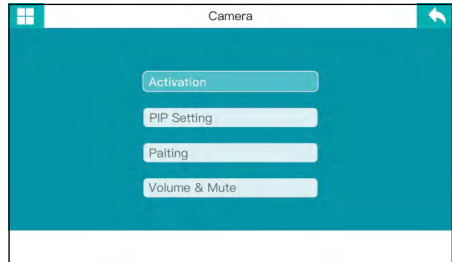 Camera
Activation
PIP Setting
Paiting
Volume & Mute